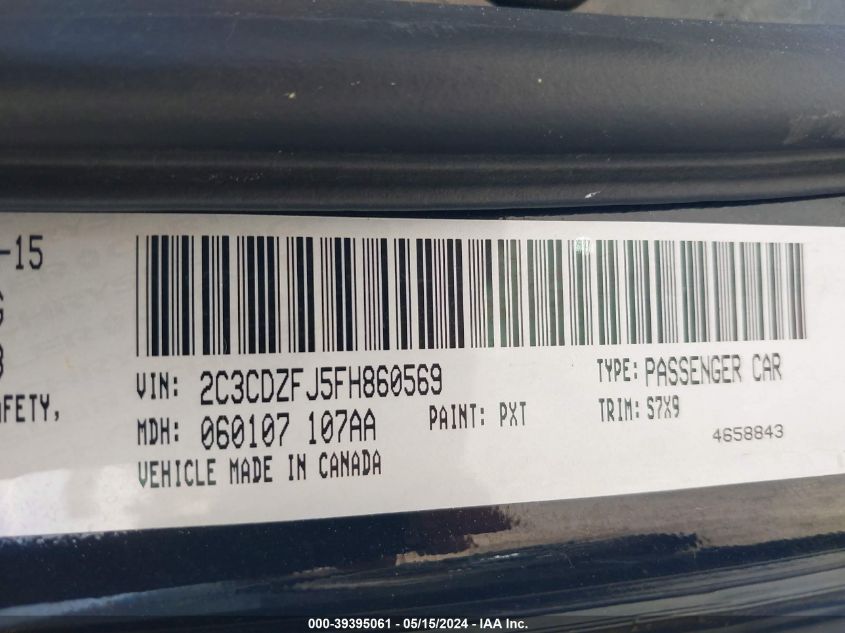 -15
VIN: 2C3CDZFJ5FH860569 TYPE: PASSENGER CAR
AFETY, MDH: 060107 107AA PAINT: PXT TRIM: S7X9
4658843
VEHICLE MADE IN CANADA
000-39395061 - 05/15/2024 - IAA Inc.